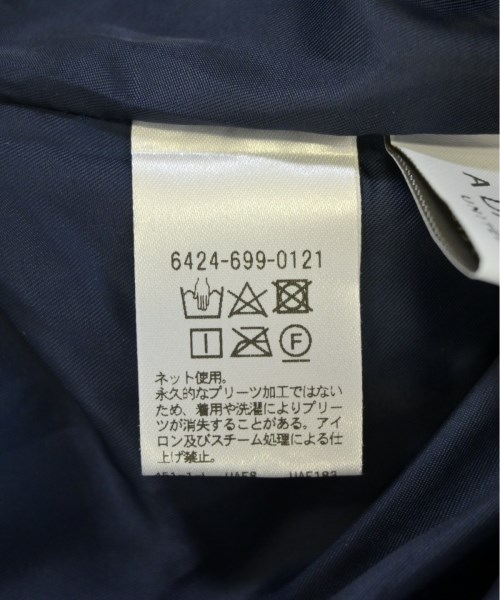 6424-699-0121
F
ネット使用。
永久的なプリーツ加工ではない
ため、着用や洗濯によりプリー
ツが消失することがある。アイ
ロン及びスチーム処理による仕
上げ禁止。